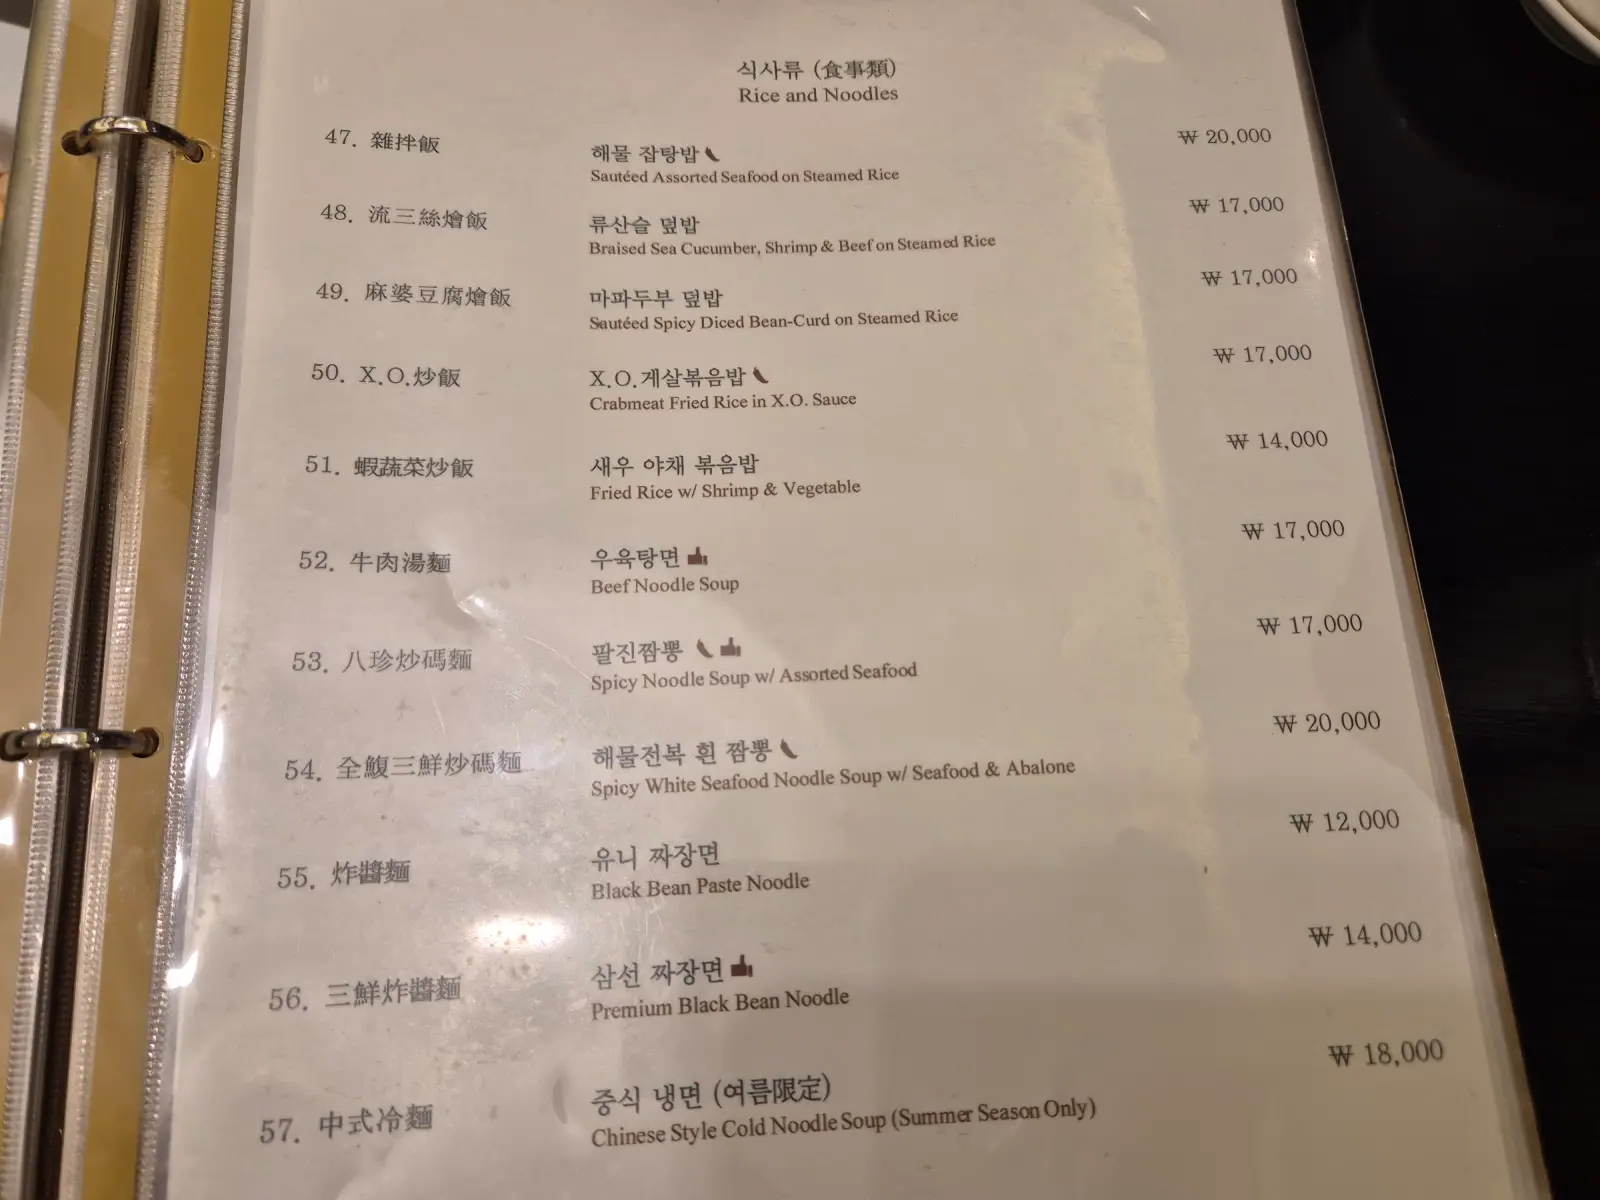 식사류 (食事類)
Rice and Noodles
47. 雜拌飯 해물 잡탕밥 ₩ 20,000
Sautéed Assorted Seafood on Steamed Rice
48. 流三絲燴飯 류산슬 덮밥 ₩ 17,000
Braised Sea Cucumber, Shrimp & Beef on Steamed Rice
49. 麻婆豆腐燴飯 마파두부 덮밥 ₩ 17,000
Sautéed Spicy Diced Bean-Curd on Steamed Rice
50. X.O.炒飯 X.O.게살볶음밥 ₩ 17,000
Crabmeat Fried Rice in X.O. Sauce
51. 蝦蔬菜炒飯 새우 야채 볶음밥 ₩ 14,000
Fried Rice w/ Shrimp & Vegetable
52. 牛肉湯麵 우육탕면 ₩ 17,000
Beef Noodle Soup
53. 八珍炒碼麵 팔진짬뽕 ₩ 17,000
Spicy Noodle Soup w/ Assorted Seafood
54. 全鰒三鮮炒碼麵 해물전복 흰 짬뽕 ₩ 20,000
Spicy White Seafood Noodle Soup w/ Seafood & Abalone
55. 炸醬麵 유니 짜장면 ₩ 12,000
Black Bean Paste Noodle
56. 三鮮炸醬麵 삼선 짜장면 ₩ 14,000
Premium Black Bean Noodle
57. 中式冷麵 중식 냉면 (여름限定) ₩ 18,000
Chinese Style Cold Noodle Soup (Summer Season Only)